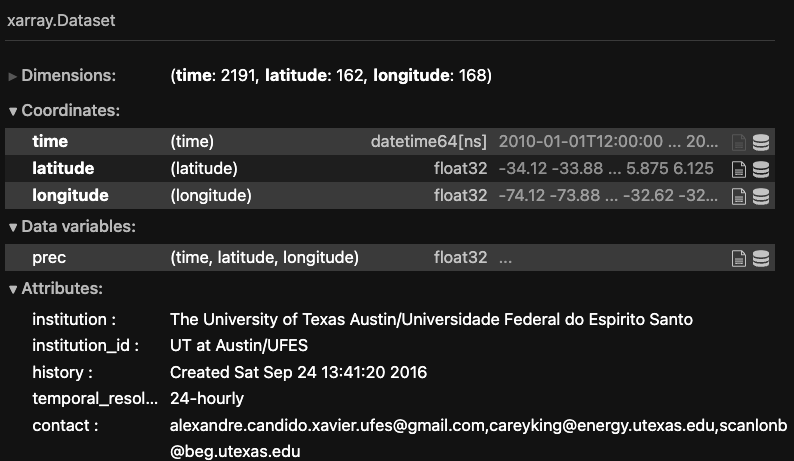 xarray.Dataset
► Dimensions: (time: 2191, latitude: 162, longitude: 168)
▼ Coordinates:
time (time) datetime64[ns] 2010-01-01T12:00:00 ... 20...
latitude (latitude) float32 -34.12 -33.88 ... 5.875 6.125
longitude (longitude) float32 -74.12 -73.88 ... -32.62 -32...
▼ Data variables:
prec (time, latitude, longitude) float32 ...
▼ Attributes:
institution : The University of Texas Austin/Universidade Federal do Espirito Santo
institution_id : UT at Austin/UFES
history : Created Sat Sep 24 13:41:20 2016
temporal_resol... 24-hourly
contact : alexandre.candido.xavier.ufes@gmail.com,careyking@energy.utexas.edu,scanlonb
@beg.utexas.edu